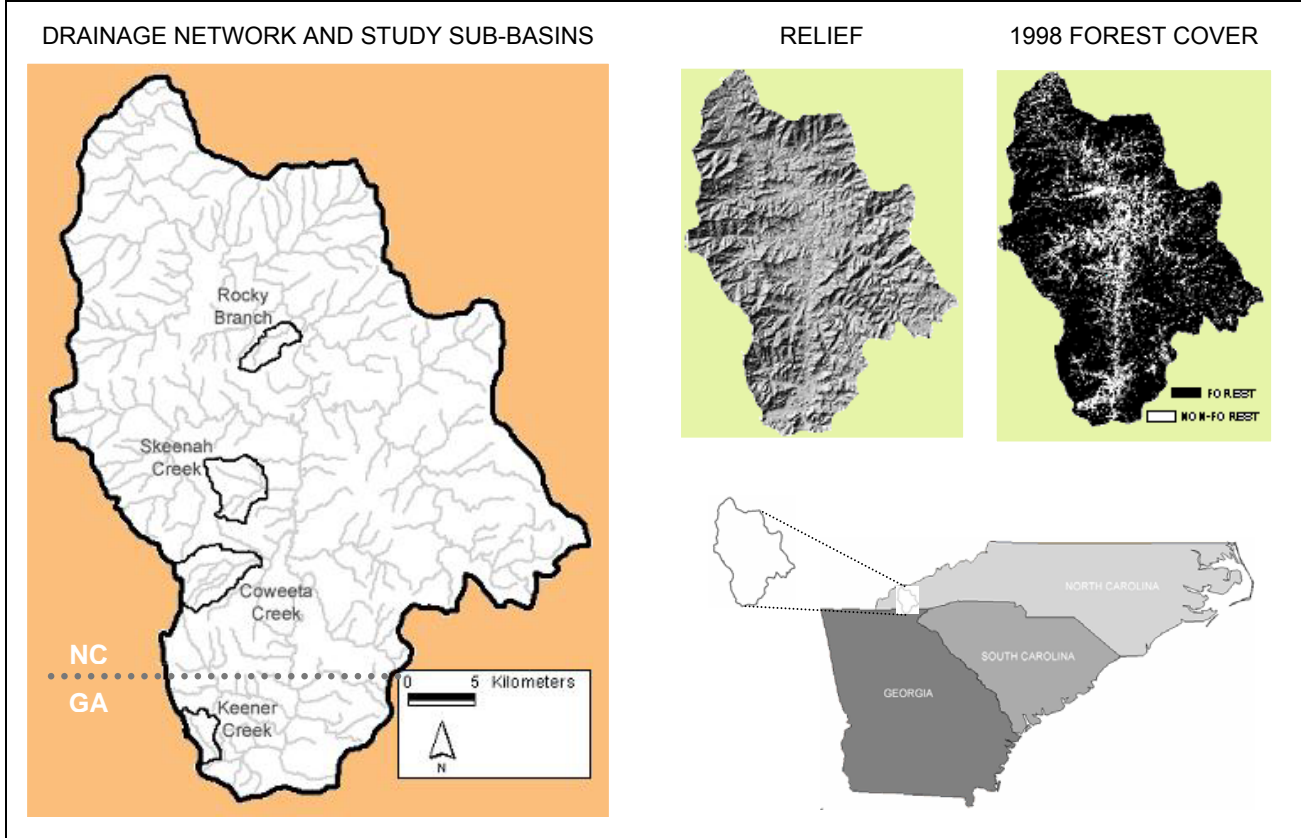 DRAINAGE NETWORK AND STUDY SUB-BASINS
RELIEF
1998 FOREST COVER
Rocky
Branch
Skeenah
Creek
Coweeta
Creek
NC
GA
Keener
Creek
0 5 Kilometers
N
FOREST
NON-FOREST
NORTH CAROLINA
SOUTH CAROLINA
GEORGIA